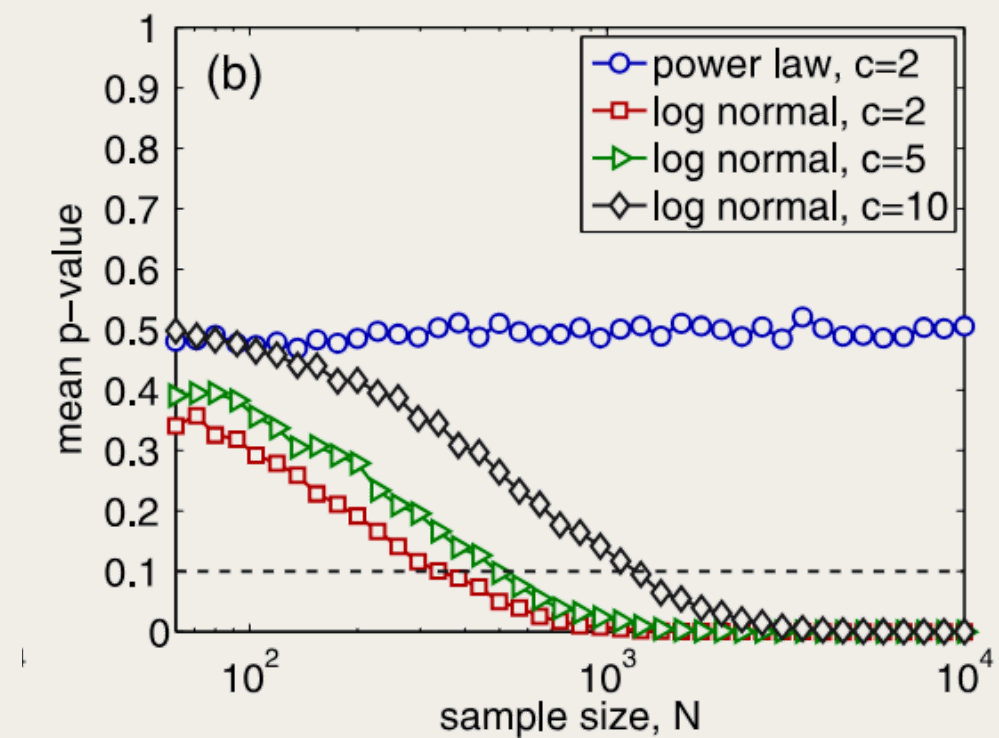 (b)
power law, c=2
log normal, c=2
log normal, c=5
log normal, c=10
mean p−value
1
0.9
0.8
0.7
0.6
0.5
0.4
0.3
0.2
0.1
0
4
10²
10³
10⁴
sample size, N